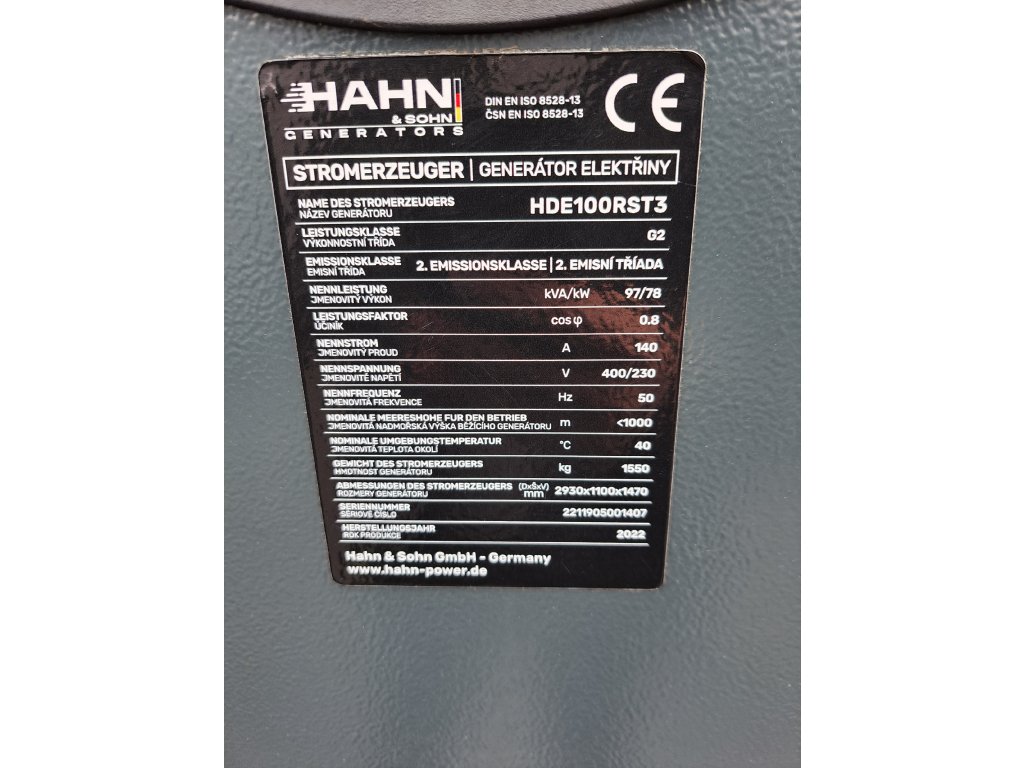 HAHN
& SOHN
GENERATORS
DIN EN ISO 8528-13
ČSN EN ISO 8528-13
CE
STROMERZEUGER | GENERÁTOR ELEKTŘINY
NAME DES STROMERZEUGERS
NÁZEV GENERÁTORU
HDE100RST3
LEISTUNGSKLASSE
VÝKONNOSTNÍ TŘÍDA
G2
EMISSIONSKLASSE
EMISNÍ TŘÍDA
2. EMISSIONSKLASSE | 2. EMISNÍ TŘÍADA
NENNLEISTUNG
JMENOVITÝ VÝKON
kVA/kW 97/78
LEISTUNGSFAKTOR
ÚČINÍK
cos φ 0.8
NENNSTROM
JMENOVITÝ PROUD
A 140
NENNSPANNUNG
JMENOVITÉ NAPĚTÍ
V 400/230
NENNFREQUENZ
JMENOVITÁ FREKVENCE
Hz 50
NOMINALE MEERESHOHE FUR DEN BETRIEB
JMENOVITÁ NADMOŘSKÁ VÝŠKA BĚŽÍCÍHO GENERÁTORU
m <1000
NOMINALE UMGEBUNGSTEMPERATUR
JMENOVITÁ TEPLOTA OKOLÍ
°C 40
GEWICHT DES STROMERZEUGERS
HMOTNOST GENERÁTORU
kg 1550
ABMESSUNGEN DES STROMERZEUGERS
ROZMERY GENERÁTORU
(DxŠxV)
mm 2930x1100x1470
SERIENNUMMER
SÉRIOVÉ ČÍSLO
2211905001407
HERSTELLUNGSJAHR
ROK PRODUKCE
2022
Hahn & Sohn GmbH - Germany
www.hahn-power.de